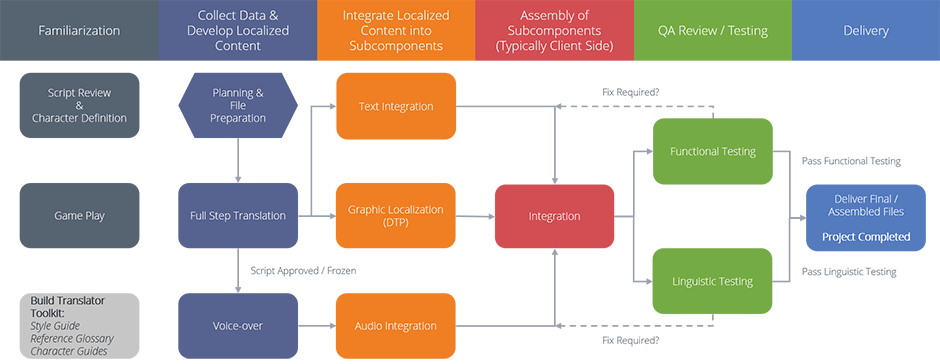 Familiarization
Collect Data &
Develop Localized
Content
Integrate Localized
Content into
Subcomponents
Assembly of
Subcomponents
(Typically Client Side)
QA Review / Testing
Delivery
Script Review
&
Character Definition
Planning &
File
Preparation
Text Integration
Fix Required?
Functional Testing
Pass Functional Testing
Game Play
Full Step Translation
Graphic Localization
(DTP)
Integration
Deliver Final /
Assembled Files
Project Completed
Script Approved / Frozen
Linguistic Testing
Pass Linguistic Testing
Build Translator
Toolkit:
Style Guide
Reference Glossary
Character Guides
Voice-over
Audio Integration
Fix Required?